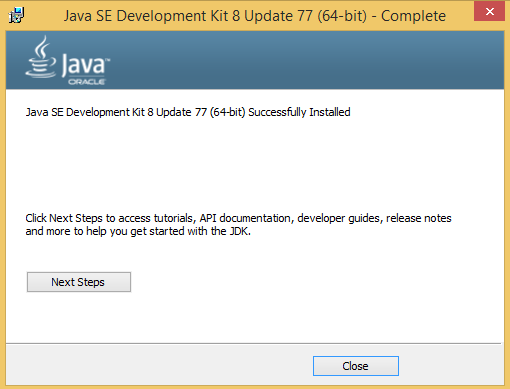 Java SE Development Kit 8 Update 77 (64-bit) - Complete
Java™
ORACLE
Java SE Development Kit 8 Update 77 (64-bit) Successfully Installed
Click Next Steps to access tutorials, API documentation, developer guides, release notes
and more to help you get started with the JDK.
Next Steps
Close